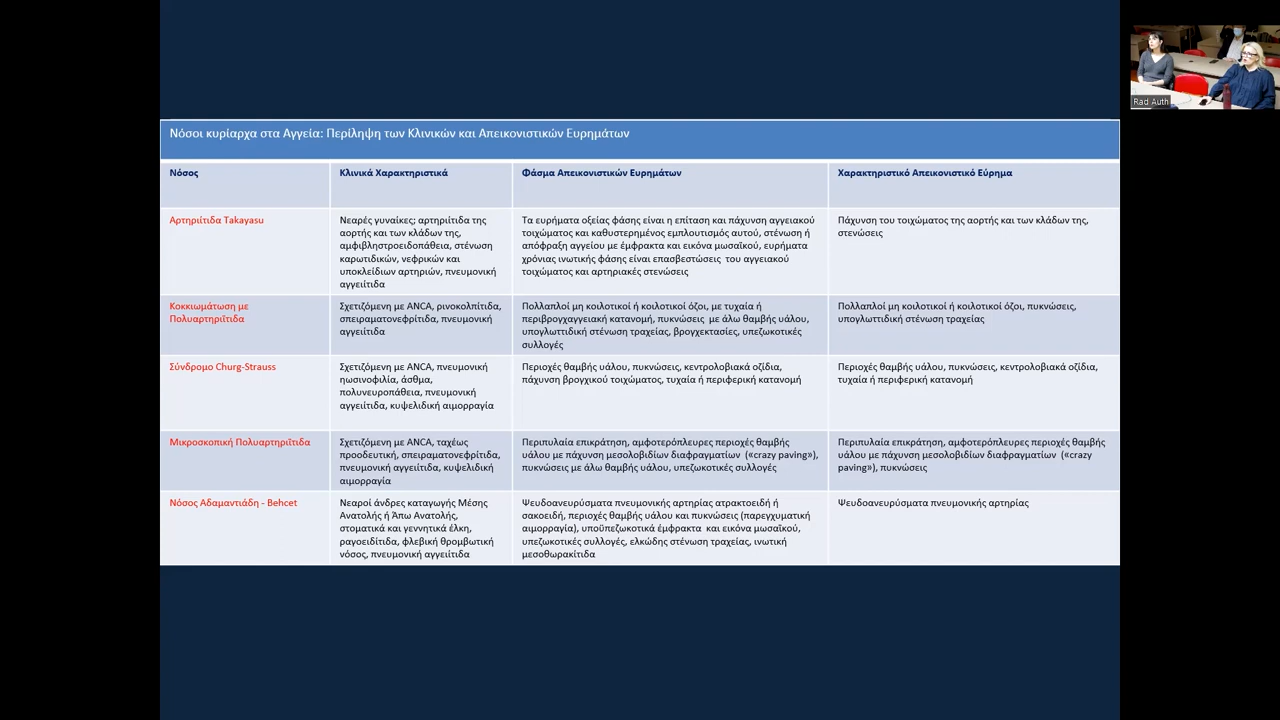 Νόσοι κυρίαρχα στα Αγγεία: Περίληψη των Κλινικών και Απεικονιστικών Ευρημάτων
Νόσος
Κλινικά Χαρακτηριστικά
Φάσμα Απεικονιστικών Ευρημάτων
Χαρακτηριστικό Απεικονιστικό Εύρημα
Αρτηρίτιδα Takayasu
Νεαρές γυναίκες; αρτηρίτιδα της
αορτής και των κλάδων της,
αμφιβληστροειδοπάθεια, στένωση
καρωτιδικών, νεφρικών και
υποκλείδιων αρτηριών, πνευμονική
αγγειίτιδα
Τα ευρήματα οξείας φάσης είναι η επίταση και πάχυνση αγγειακού
τοιχώματος και καθυστερημένος εμπλουτισμός αυτού, στένωση ή
απόφραξη αγγείου με έμφρακτα και εικόνα μωσαϊκού, ευρήματα
χρόνιας ινωτικής φάσης είναι επασβεστώσεις  του αγγειακού
τοιχώματος και αρτηριακές στενώσεις
Πάχυνση του τοιχώματος της αορτής και των κλάδων της,
στενώσεις
Κοκκιωμάτωση με
Πολυαρτηριΐτιδα
Σχετιζόμενη με ANCA, ρινοκολπίτιδα,
σπειραματονεφρίτιδα, πνευμονική
αγγειίτιδα
Πολλαπλοί μη κοιλοτικοί ή κοιλοτικοί όζοι, με τυχαία ή
περιβρογχαγγειακή κατανομή, πυκνώσεις  με άλω θαμβής υάλου,
υπογλωττιδική στένωση τραχείας, βρογχεκτασίες, υπεζωκοτικές
συλλογές
Πολλαπλοί μη κοιλοτικοί ή κοιλοτικοί όζοι, πυκνώσεις,
υπογλωττιδική στένωση τραχείας
Σύνδρομο Churg-Strauss
Σχετιζόμενη με ANCA, πνευμονική
ηωσινοφιλία, άσθμα,
πολυνευροπάθεια, πνευμονική
αγγειίτιδα, κυψελιδική αιμορραγία
Περιοχές θαμβής υάλου, πυκνώσεις, κεντρολοβιακά οζίδια,
πάχυνση βρογχικού τοιχώματος, τυχαία ή περιφερική κατανομή
Περιοχές θαμβής υάλου, πυκνώσεις, κεντρολοβιακά οζίδια,
τυχαία ή περιφερική κατανομή
Μικροσκοπική Πολυαρτηριΐτιδα
Σχετιζόμενη με ANCA, ταχέως
προοδευτική, σπειραματονεφρίτιδα,
πνευμονική αγγειίτιδα, κυψελιδική
αιμορραγία
Περιπυλαία επικράτηση, αμφοτερόπλευρες περιοχές θαμβής
υάλου με πάχυνση μεσολοβιδίων διαφραγματίων  («crazy paving»),
πυκνώσεις με άλω θαμβής υάλου, υπεζωκοτικές συλλογές
Περιπυλαία επικράτηση, αμφοτερόπλευρες περιοχές θαμβής
υάλου με πάχυνση μεσολοβιδίων διαφραγματίων  («crazy
paving»), πυκνώσεις
Νόσος Αδαμαντιάδη - Behcet
Νεαροί άνδρες καταγωγής Μέσης
Ανατολής ή Άπω Ανατολής,
στοματικά και γεννητικά έλκη,
ραγοειδίτιδα, φλεβική θρομβωτική
νόσος, πνευμονική αγγειίτιδα
Ψευδοανευρύσματα πνευμονικής αρτηρίας ατρακτοειδή ή
σακοειδή, περιοχές θαμβής υάλου και πυκνώσεις (παρεγχυματική
αιμορραγία), υποϋπεζωκοτικά έμφρακτα  και εικόνα μωσαϊκού,
υπεζωκοτικές συλλογές, ελκώδης στένωση τραχείας, ινωτική
μεσοθωρακίτιδα
Ψευδοανευρύσματα πνευμονικής αρτηρίας
Rad Auth